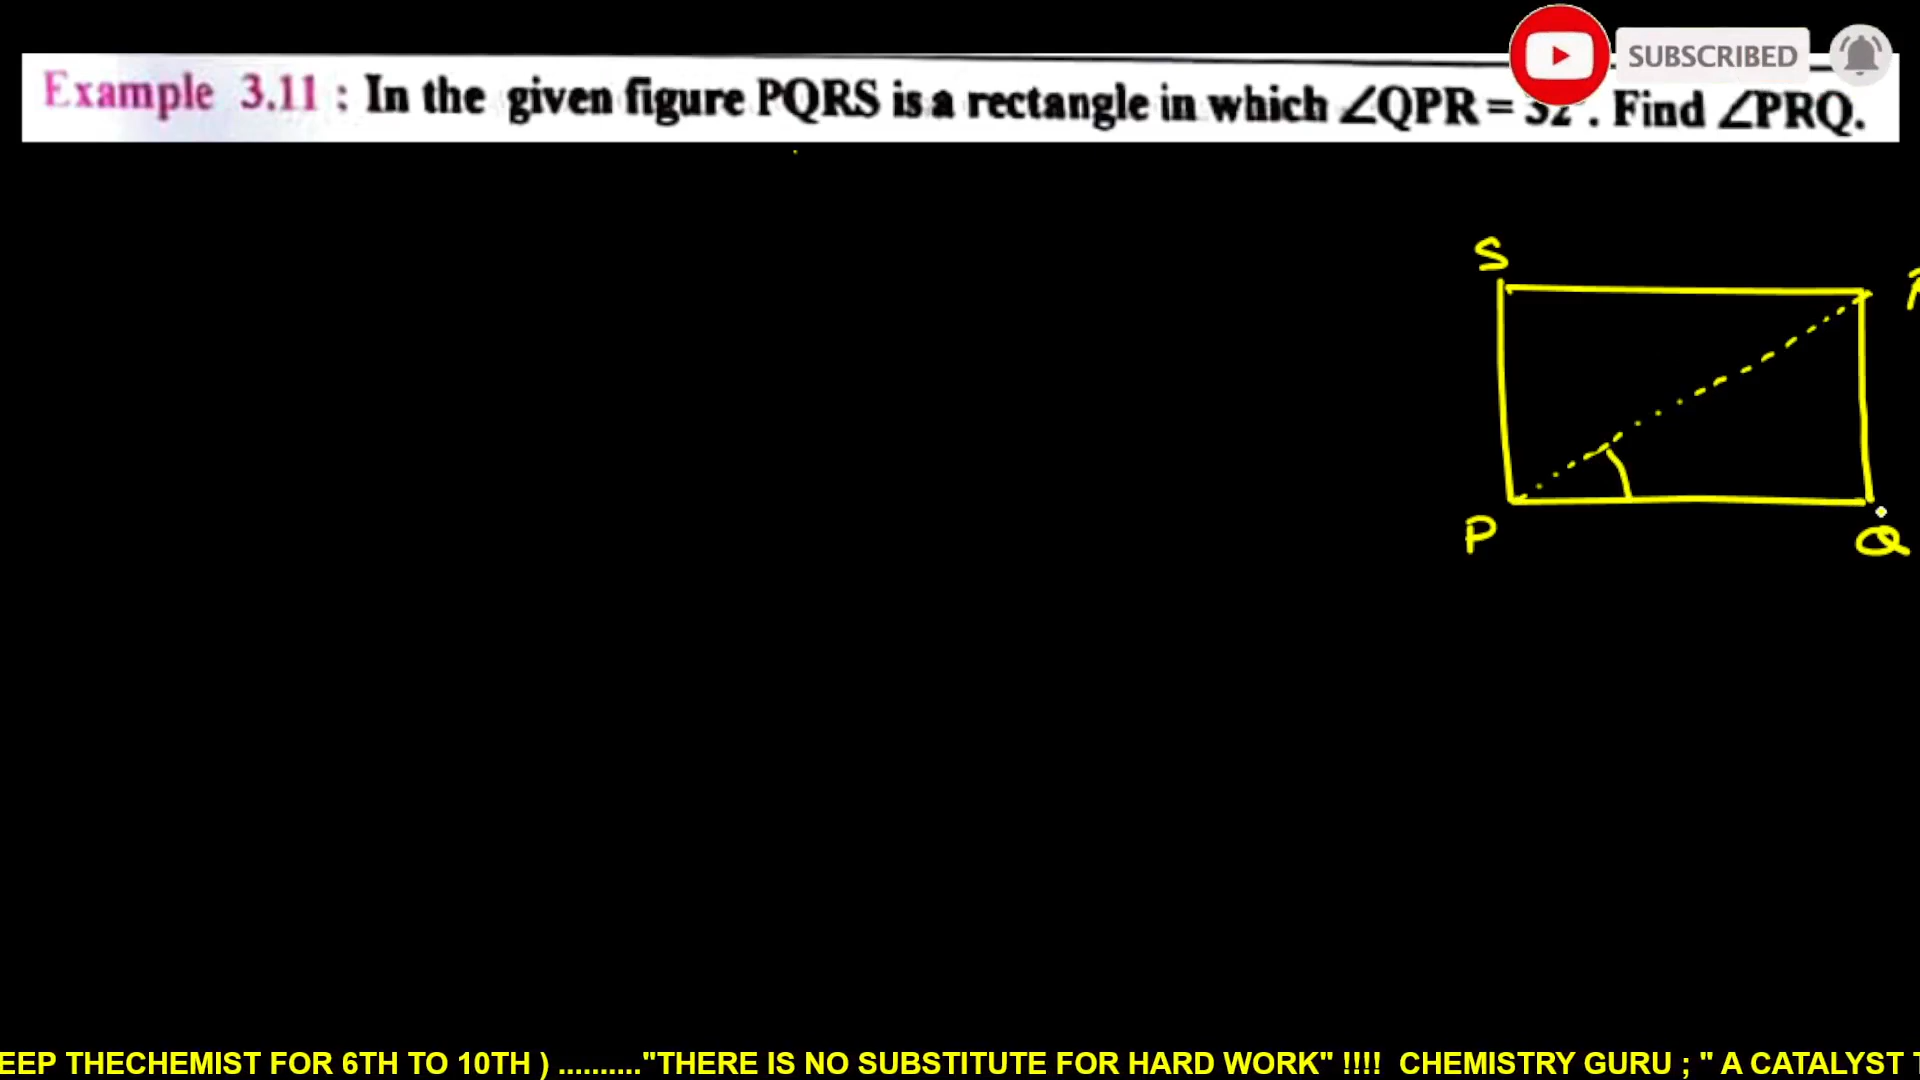 SUBSCRIBED
Example 3.11 : In the given figure PQRS is a rectangle in which ∠QPR = 32°. Find ∠PRQ.
S
P
Q
EEP THECHEMIST FOR 6TH TO 10TH ) .........."THERE IS NO SUBSTITUTE FOR HARD WORK" !!!! CHEMISTRY GURU ; " A CATALYST